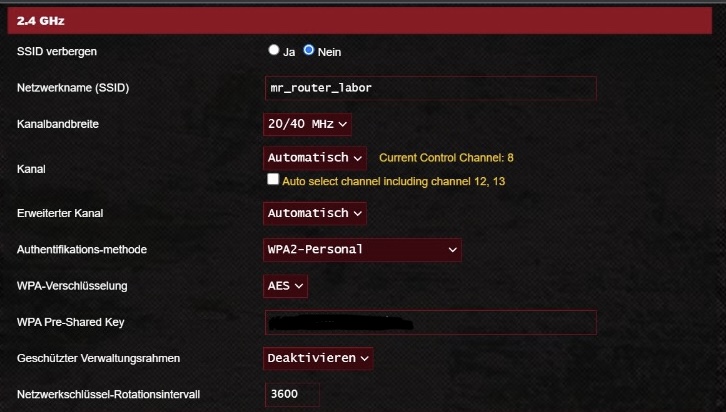 2.4 GHz
SSID verbergen Ja Nein
Netzwerkname (SSID) mr_router_labor
Kanalbandbreite 20/40 MHz
Kanal Automatisch Current Control Channel: 8
Auto select channel including channel 12, 13
Erweiterter Kanal Automatisch
Authentifikations-methode WPA2-Personal
WPA-Verschlüsselung AES
WPA Pre-Shared Key
Geschützter Verwaltungsrahmen Deaktivieren
Netzwerkschlüssel-Rotationsintervall 3600